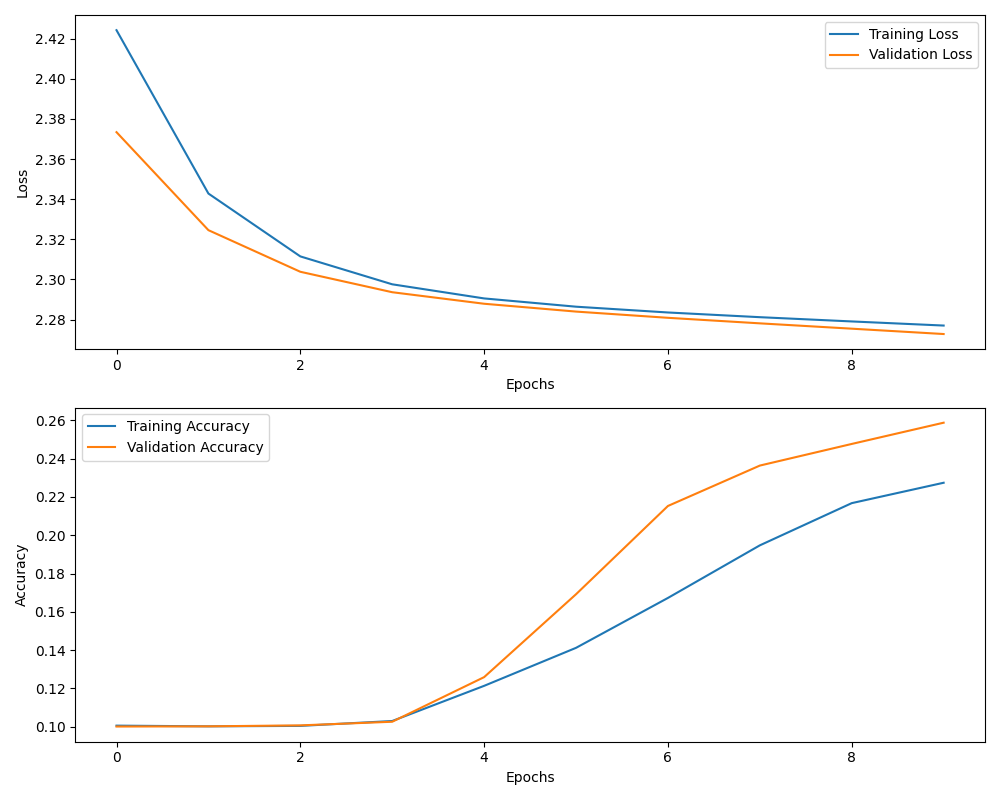 2.42
2.40
2.38
2.36
2.34
2.32
2.30
2.28
Loss
Training Loss
Validation Loss
0 2 4 6 8
Epochs
0.26
0.24
0.22
0.20
0.18
0.16
0.14
0.12
0.10
Accuracy
Training Accuracy
Validation Accuracy
0 2 4 6 8
Epochs